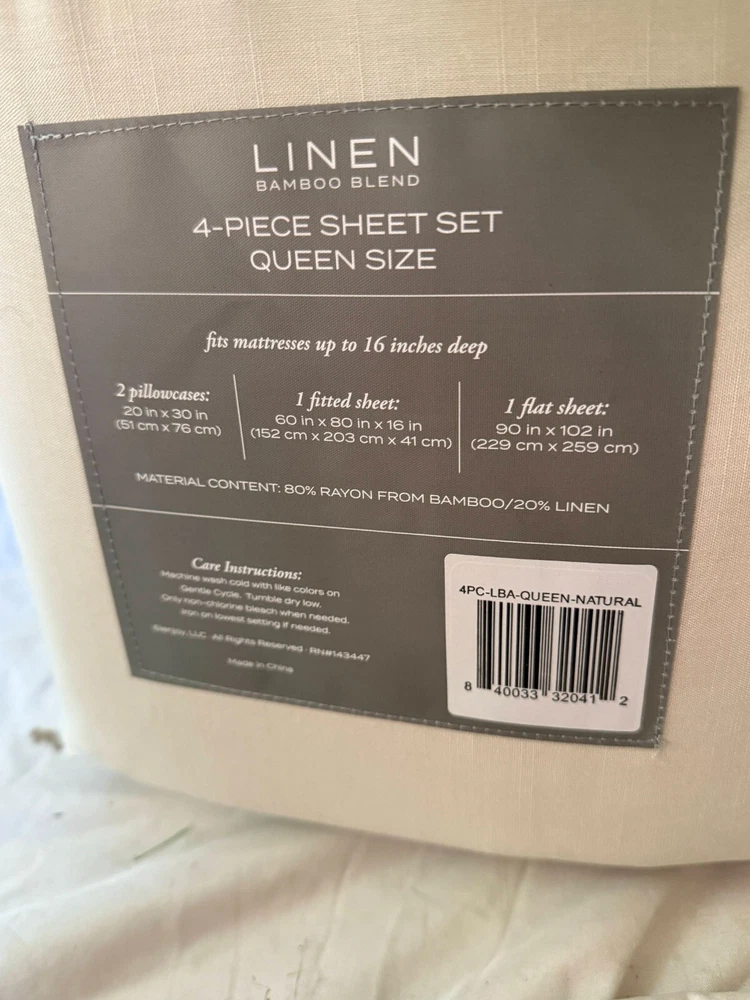 LINEN
BAMBOO BLEND
4-PIECE SHEET SET
QUEEN SIZE
fits mattresses up to 16 inches deep
2 pillowcases:
20 in x 30 in
(51 cm x 76 cm)
1 fitted sheet:
60 in x 80 in x 16 in
(152 cm x 203 cm x 41 cm)
1 flat sheet:
90 in x 102 in
(229 cm x 259 cm)
MATERIAL CONTENT: 80% RAYON FROM BAMBOO/20% LINEN
Care Instructions:
Machine wash cold with like colors on
Gentle Cycle. Tumble dry low.
Only non-chlorine bleach when needed.
Iron on lowest setting if needed.
LLC All Rights Reserved · RN#143447
Made in China
4PC-LBA-QUEEN-NATURAL
8 40033 32041 2